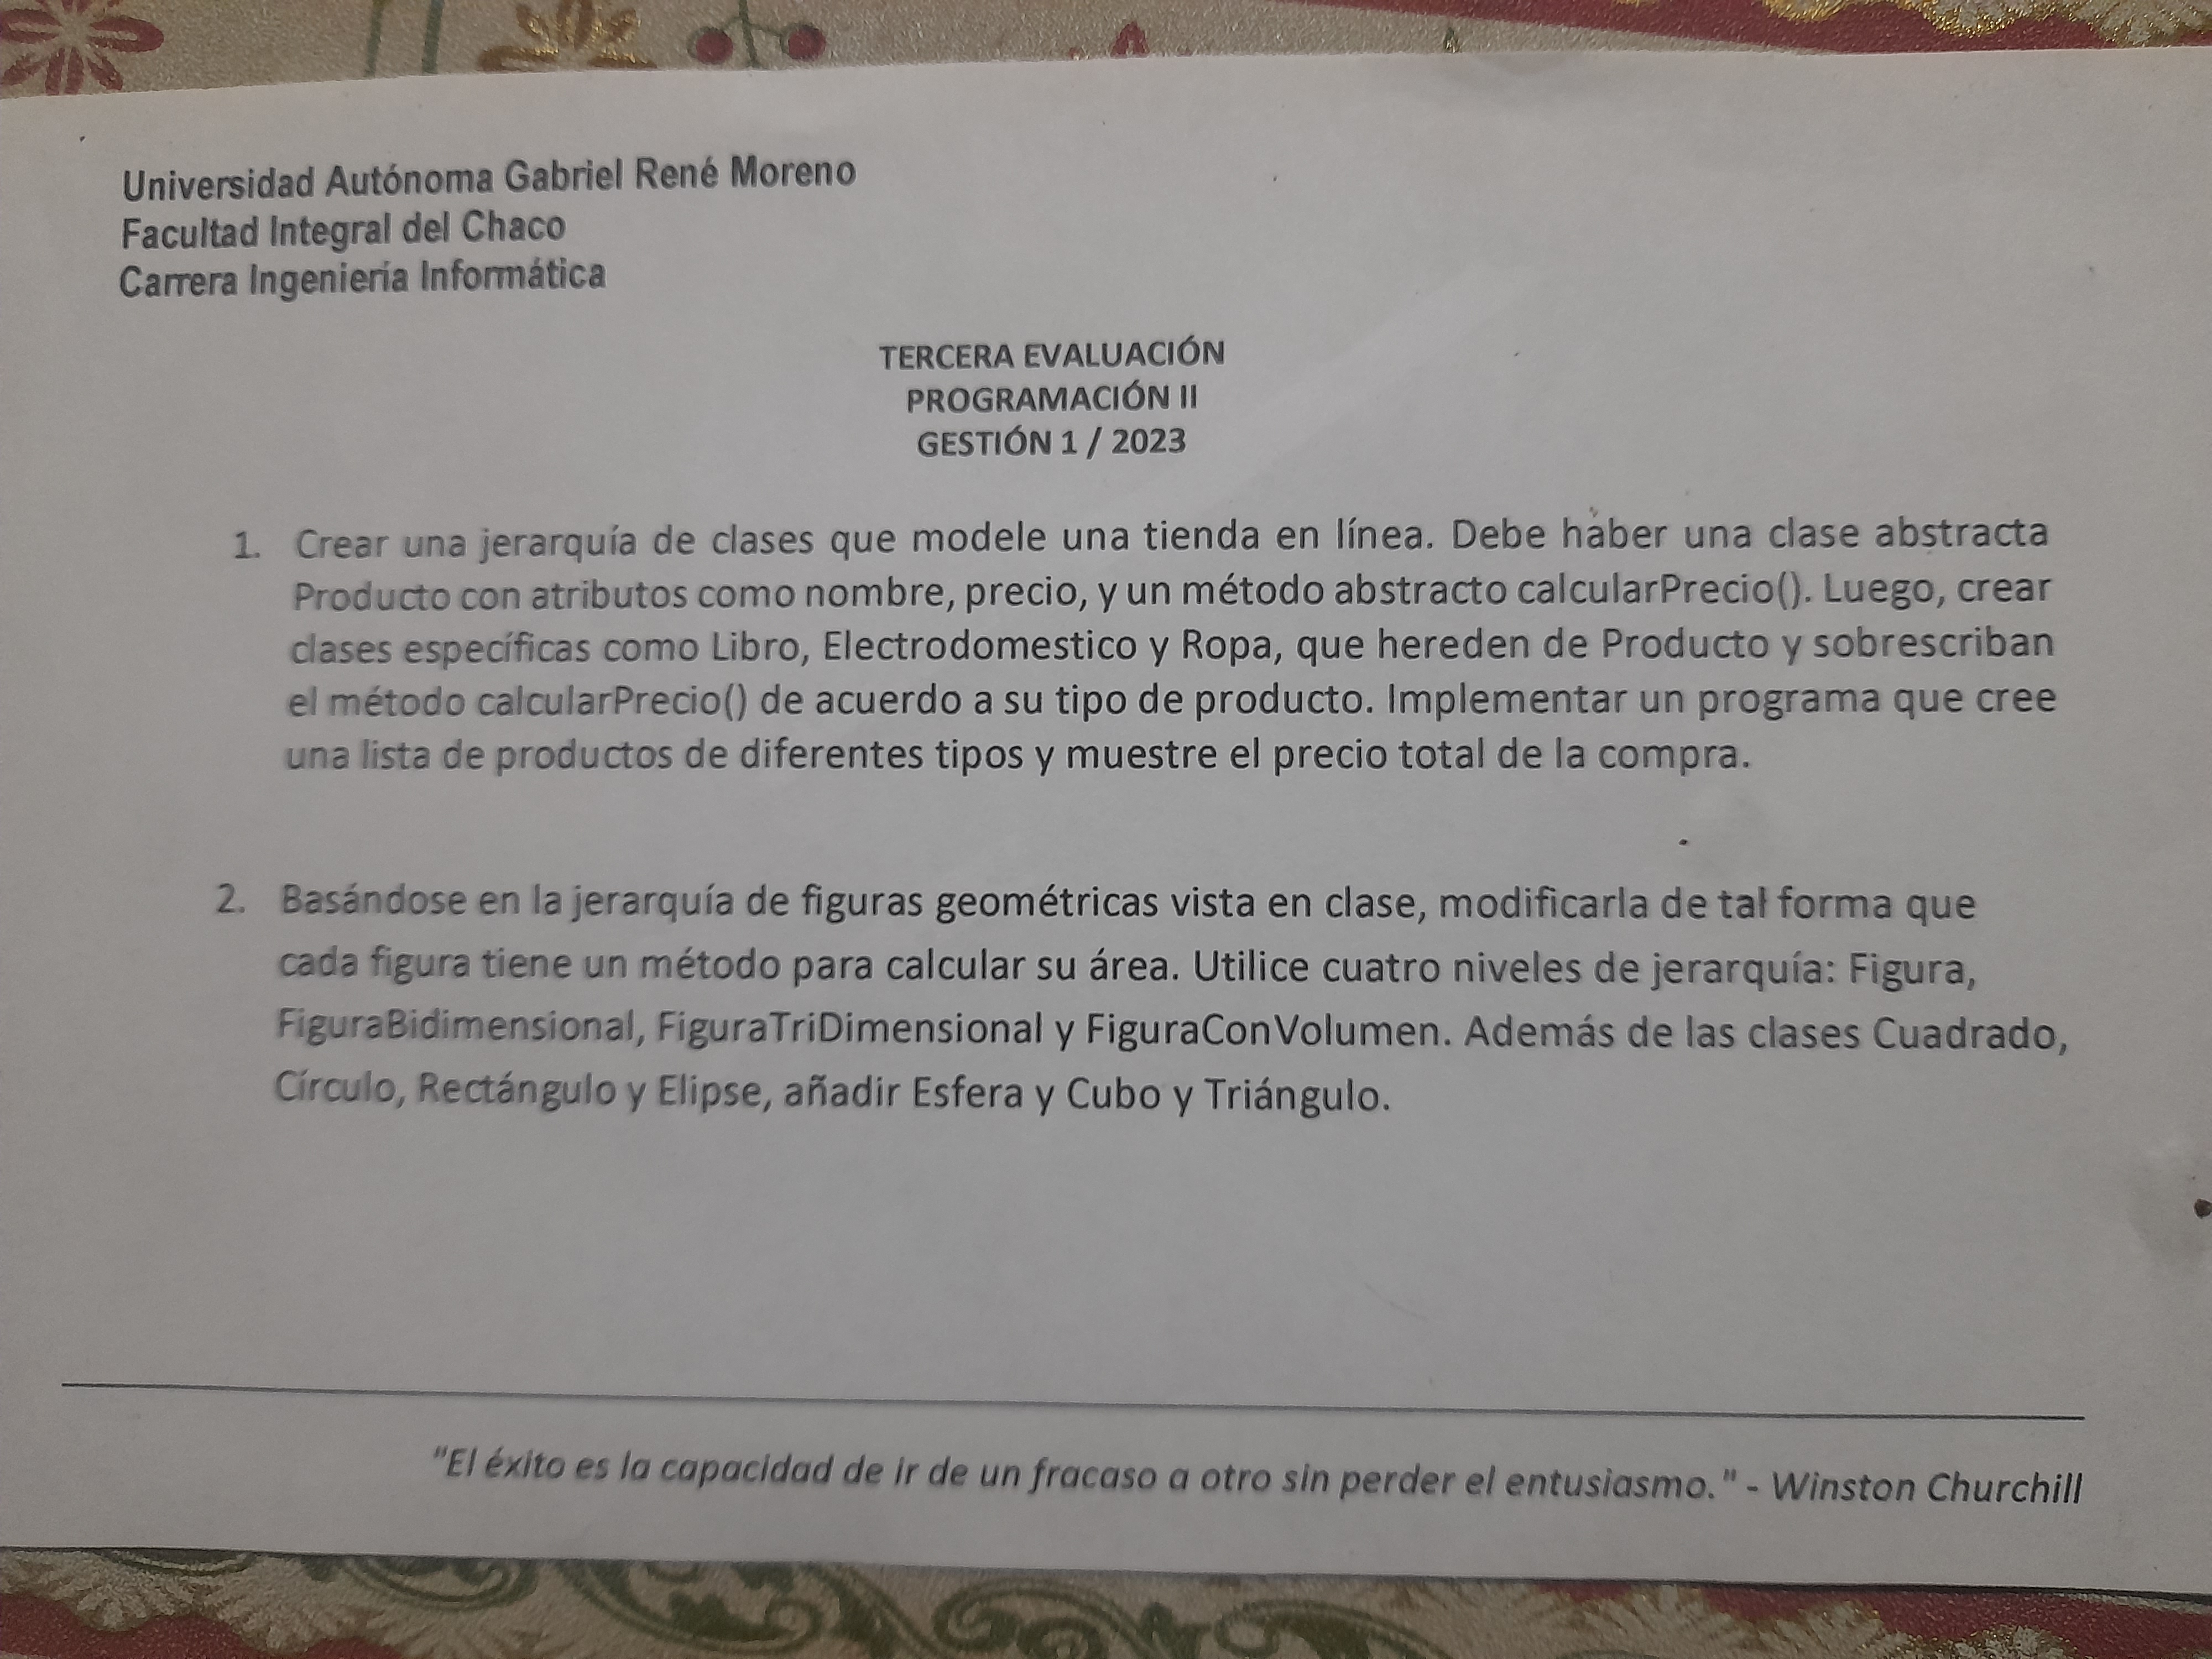 Universidad Autónoma Gabriel René Moreno
Facultad Integral del Chaco
Carrera Ingeniería Informática
TERCERA EVALUACIÓN
PROGRAMACIÓN II
GESTIÓN 1 / 2023
1. Crear una jerarquía de clases que modele una tienda en línea. Debe haber una clase abstracta
Producto con atributos como nombre, precio, y un método abstracto calcularPrecio(). Luego, crear
clases específicas como Libro, Electrodomestico y Ropa, que hereden de Producto y sobrescriban
el método calcularPrecio() de acuerdo a su tipo de producto. Implementar un programa que cree
una lista de productos de diferentes tipos y muestre el precio total de la compra.
2. Basándose en la jerarquía de figuras geométricas vista en clase, modificarla de tal forma que
cada figura tiene un método para calcular su área. Utilice cuatro niveles de jerarquía: Figura,
FiguraBidimensional, FiguraTriDimensional y FiguraConVolumen. Además de las clases Cuadrado,
Círculo, Rectángulo y Elipse, añadir Esfera y Cubo y Triángulo.
"El éxito es la capacidad de ir de un fracaso a otro sin perder el entusiasmo." - Winston Churchill